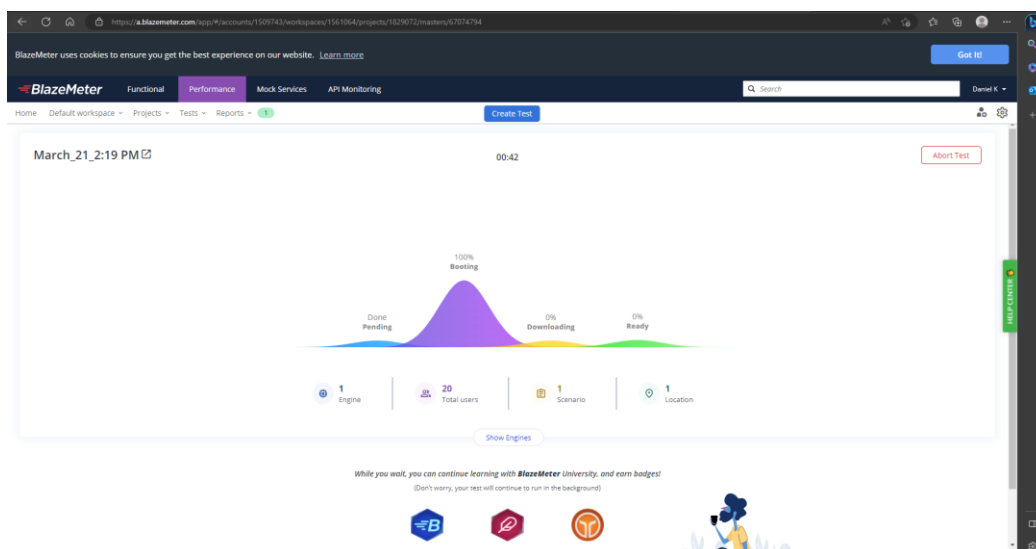 https://a.blazemeter.com/app/#/accounts/1509743/workspaces/1561064/projects/1829072/masters/67074794
BlazeMeter uses cookies to ensure you get the best experience on our website. Learn more
Got It!
BlazeMeter Functional Performance Mock Services API Monitoring Search Daniel K
Home Default workspace Projects Tests Reports 1 Create Test
March_21_2:19 PM 00:42 Abort Test
100%
Booting
Done 0% 0%
Pending Downloading Ready
1 20 1 1
Engine Total users Scenario Location
Show Engines
HELP CENTER
While you wait, you can continue learning with BlazeMeter University, and earn badges!
(Don't worry, your test will continue to run in the background)
B